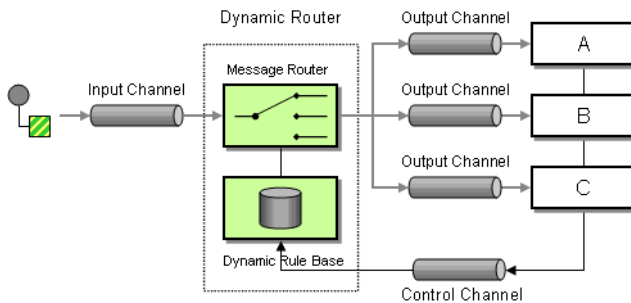 Dynamic Router
Output Channel
A
Input Channel
Message Router
Output Channel
B
Output Channel
C
Dynamic Rule Base
Control Channel